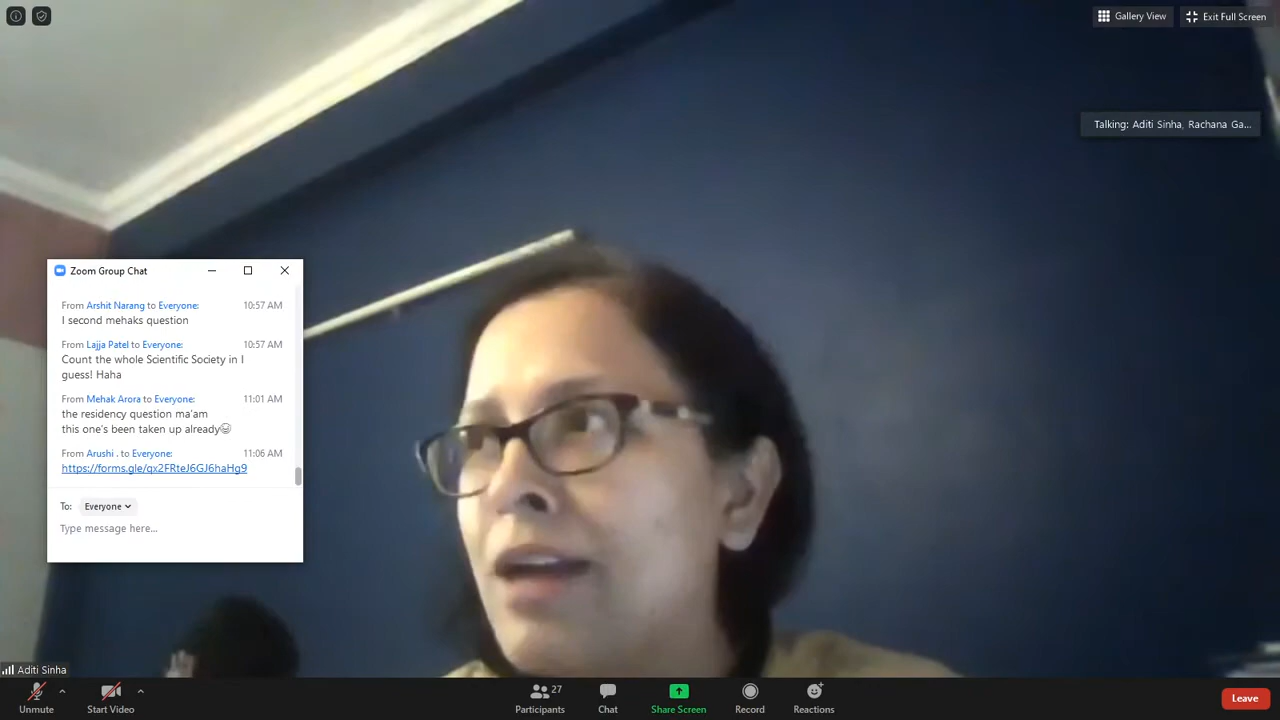 Gallery View
Exit Full Screen
Talking: Aditi Sinha, Rachana Ga...
Zoom Group Chat
From Arshit Narang to Everyone: 10:57 AM
I second mehaks question
From Lajja Patel to Everyone: 10:57 AM
Count the whole Scientific Society in I
guess! Haha
From Mehak Arora to Everyone: 11:01 AM
the residency question ma'am
this one's been taken up already😅
From Arushi . to Everyone: 11:06 AM
https://forms.gle/qx2FRteJ6GJ6haHg9
To: Everyone
Type message here...
Aditi Sinha
Unmute
Start Video
27
Participants
Chat
Share Screen
Record
Reactions
Leave